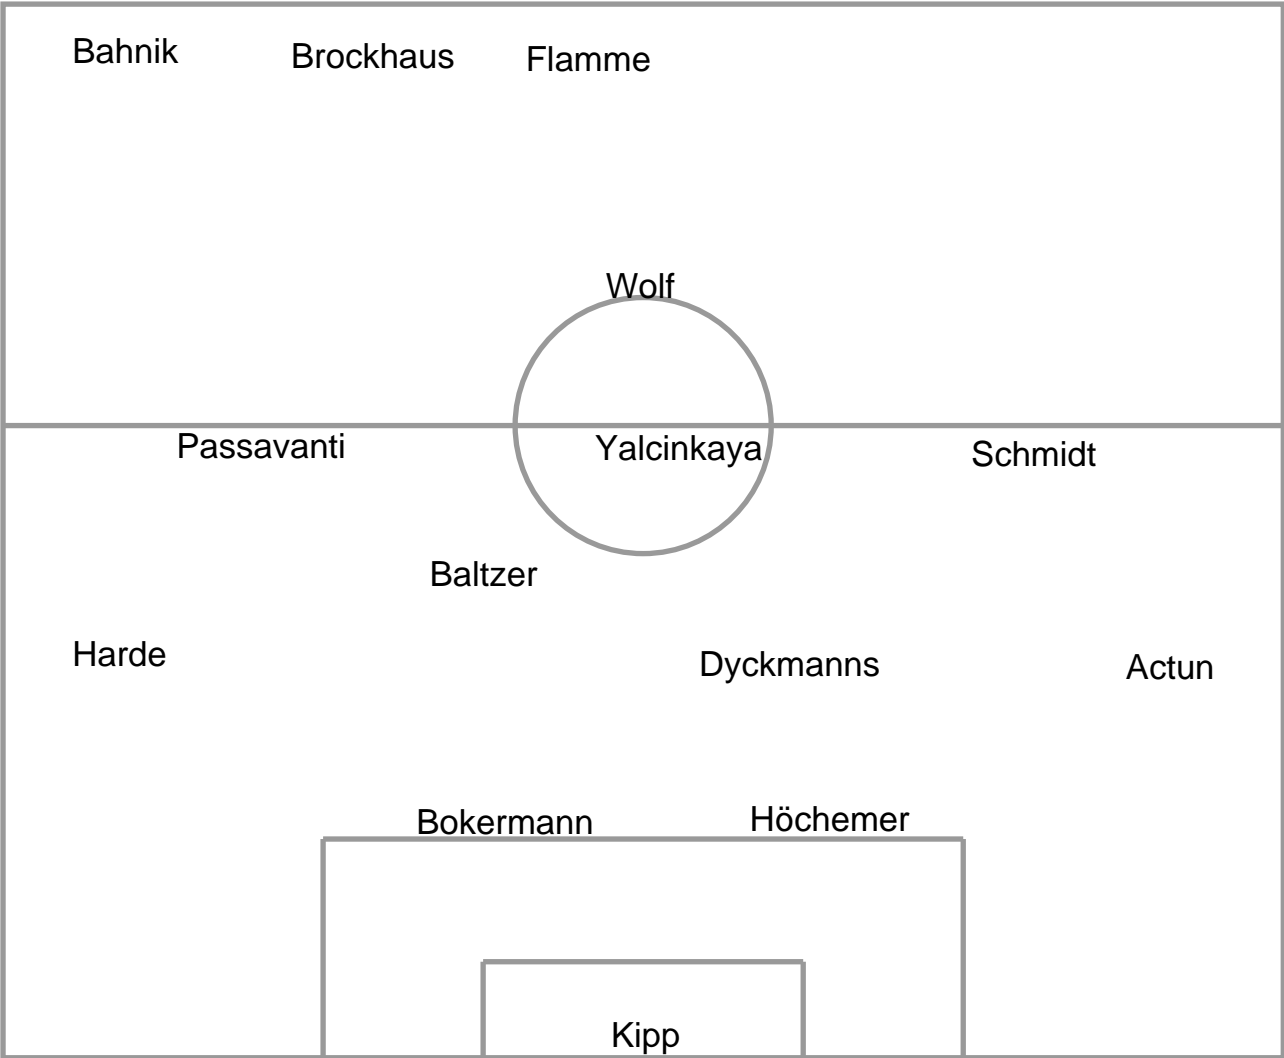 Bahnik Brockhaus Flamme
Wolf
Passavanti Yalcinkaya Schmidt
Baltzer
Harde Dyckmanns Actun
Bokermann Höchemer
Kipp